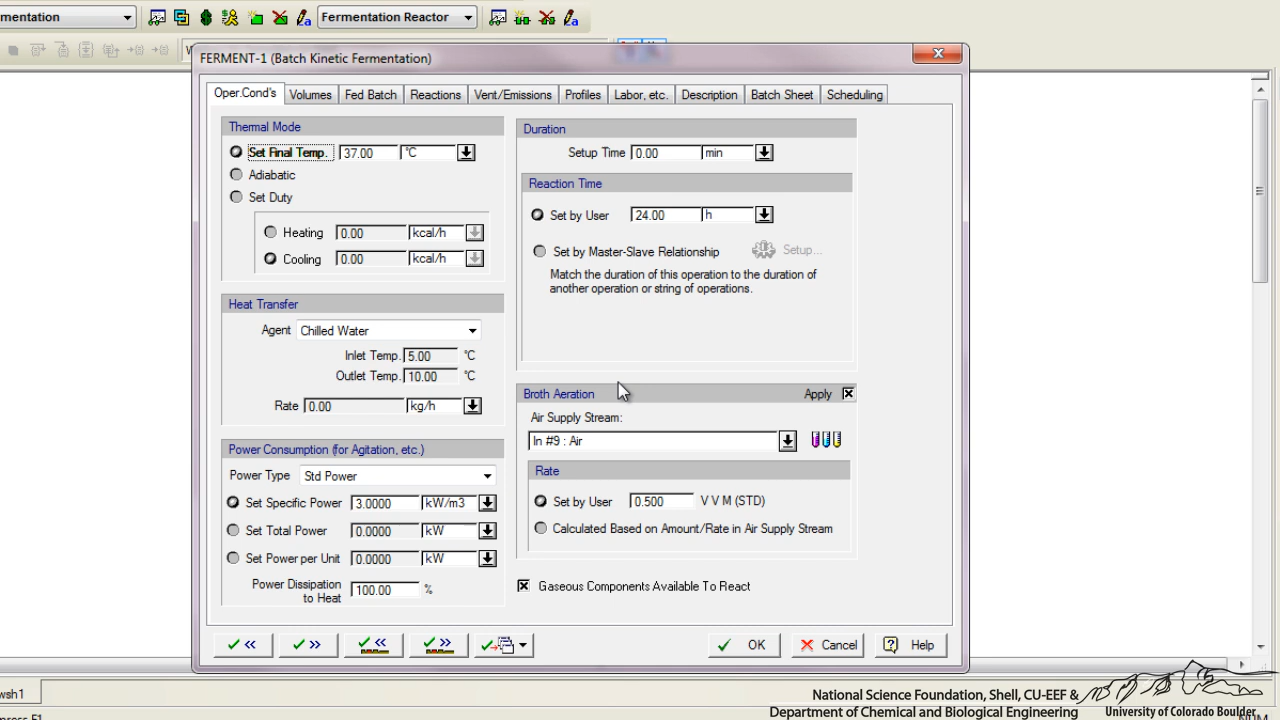 mentation
Fermentation Reactor
FERMENT-1 (Batch Kinetic Fermentation)
Oper.Cond's Volumes Fed Batch Reactions Vent/Emissions Profiles Labor, etc. Description Batch Sheet Scheduling
Thermal Mode
Set Final Temp. 37.00 °C
Adiabatic
Set Duty
Heating 0.00 kcal/h
Cooling 0.00 kcal/h
Heat Transfer
Agent Chilled Water
Inlet Temp. 5.00 °C
Outlet Temp. 10.00 °C
Rate 0.00 kg/h
Power Consumption (for Agitation, etc.)
Power Type Std Power
Set Specific Power 3.0000 kW/m3
Set Total Power 0.0000 kW
Set Power per Unit 0.0000 kW
Power Dissipation
to Heat 100.00 %
Duration
Setup Time 0.00 min
Reaction Time
Set by User 24.00 h
Set by Master-Slave Relationship Setup...
Match the duration of this operation to the duration of
another operation or string of operations.
Broth Aeration Apply
Air Supply Stream:
In #9 : Air
Rate
Set by User 0.500 V V M (STD)
Calculated Based on Amount/Rate in Air Supply Stream
Gaseous Components Available To React
OK Cancel Help
wsh1
National Science Foundation, Shell, CU-EEF &
Department of Chemical and Biological Engineering
University of Colorado Boulder